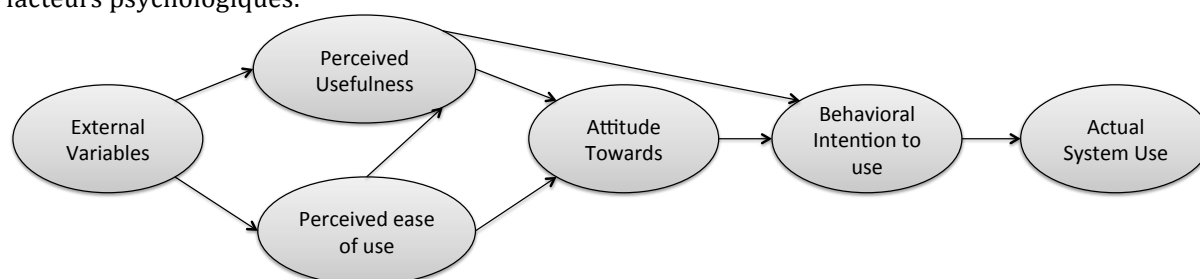 facteurs psychologiques.
Perceived
Usefulness
External
Variables
Perceived ease
of use
Attitude
Towards
Behavioral
Intention to
use
Actual
System Use